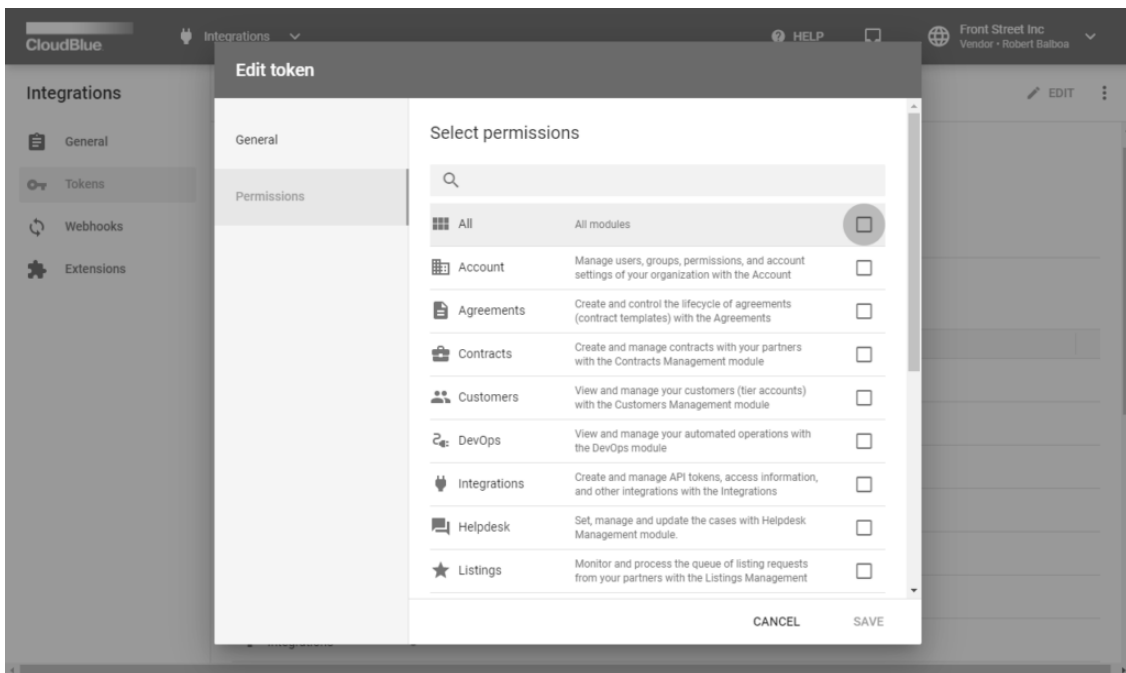 CloudBlue
Integrations
HELP
Front Street Inc
Vendor • Robert Balboa
Edit token
Integrations
EDIT
General
Tokens
Webhooks
Extensions
General
Permissions
Select permissions
All
All modules
Account
Manage users, groups, permissions, and account
settings of your organization with the Account
Agreements
Create and control the lifecycle of agreements
(contract templates) with the Agreements
Contracts
Create and manage contracts with your partners
with the Contracts Management module
Customers
View and manage your customers (tier accounts)
with the Customers Management module
DevOps
View and manage your automated operations with
the DevOps module
Integrations
Create and manage API tokens, access information,
and other integrations with the Integrations
Helpdesk
Set, manage and update the cases with Helpdesk
Management module.
Listings
Monitor and process the queue of listing requests
from your partners with the Listings Management
CANCEL
SAVE